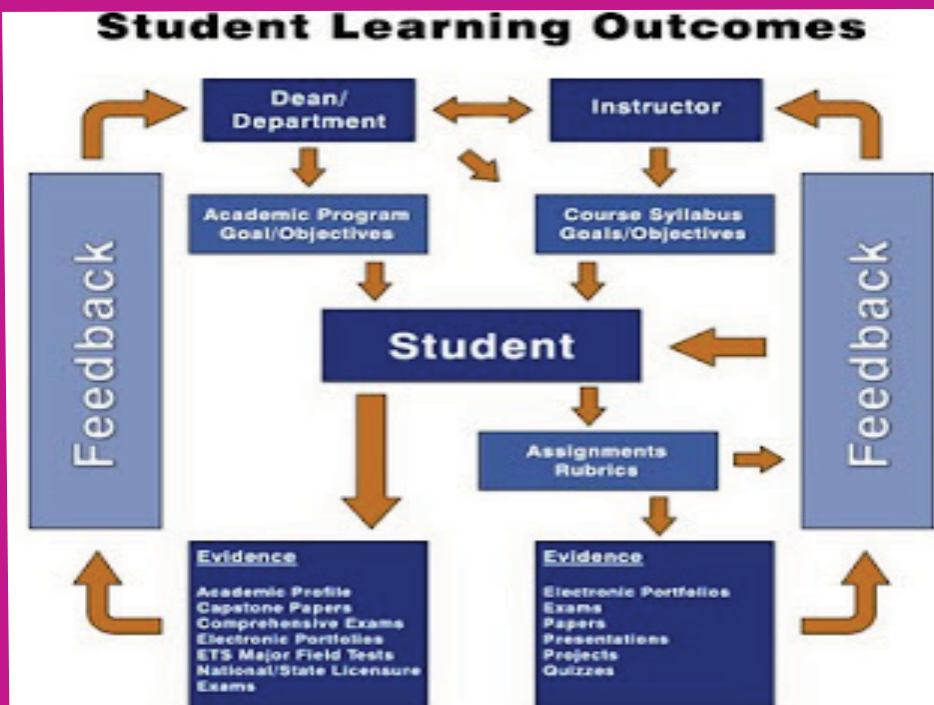 Student Learning Outcomes
Dean/
Department
Instructor
Academic Program
Goal/Objectives
Course Syllabus
Goals/Objectives
Feedback
Student
Feedback
Assignments
Rubrics
Evidence
Academic Profile
Capstone Papers
Comprehensive Exams
Electronic Portfolios
ETS Major Field Tests
National/State Licensure
Exams
Evidence
Electronic Portfolios
Exams
Papers
Presentations
Projects
Quizzes